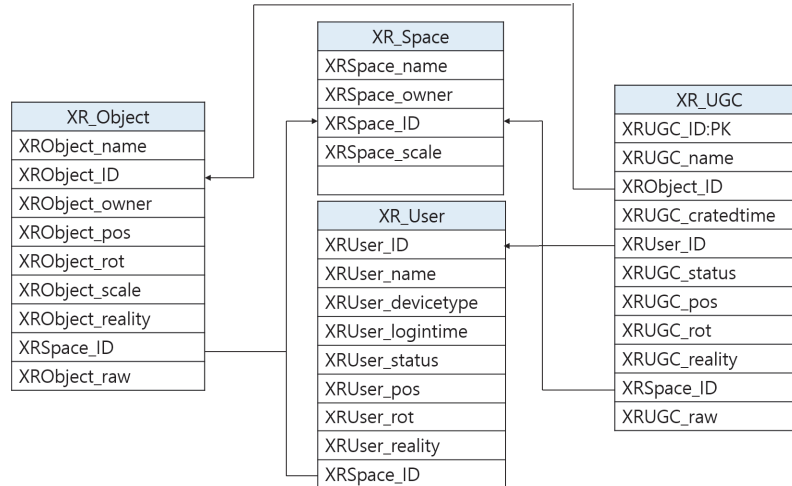 XR_Space
XRSpace_name
XRSpace_owner
XRSpace_ID
XRSpace_scale
XR_Object
XRObject_name
XRObject_ID
XRObject_owner
XRObject_pos
XRObject_rot
XRObject_scale
XRObject_reality
XRSpace_ID
XRObject_raw
XR_User
XRUser_ID
XRUser_name
XRUser_devicetype
XRUser_logintime
XRUser_status
XRUser_pos
XRUser_rot
XRUser_reality
XRSpace_ID
XR_UGC
XRUGC_ID:PK
XRUGC_name
XRObject_ID
XRUGC_cratedtime
XRUser_ID
XRUGC_status
XRUGC_pos
XRUGC_rot
XRUGC_reality
XRSpace_ID
XRUGC_raw